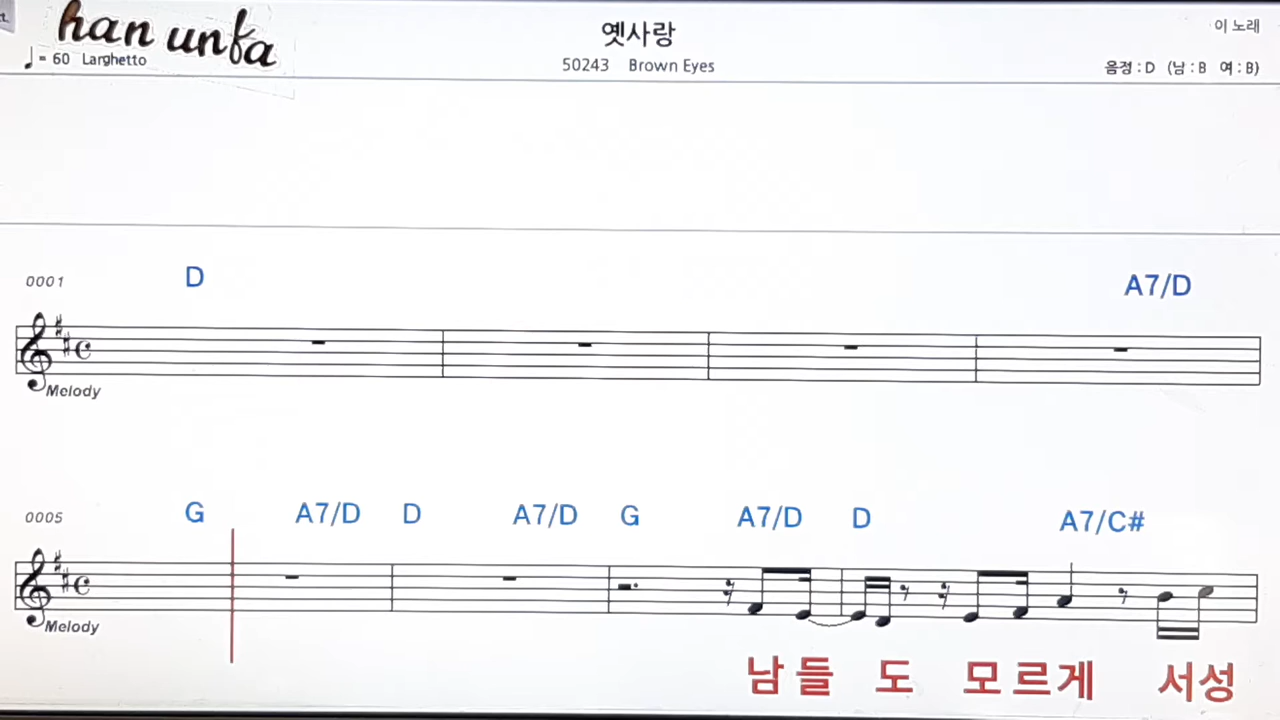 han unfa
옛사랑
이 노래
♩ = 60 Larghetto
50243 Brown Eyes
음정 : D (남 : B 여 : B)
0001 D A7/D
Melody
0005 G A7/D D A7/D G A7/D D A7/C#
Melody
남들 도 모르게 서성